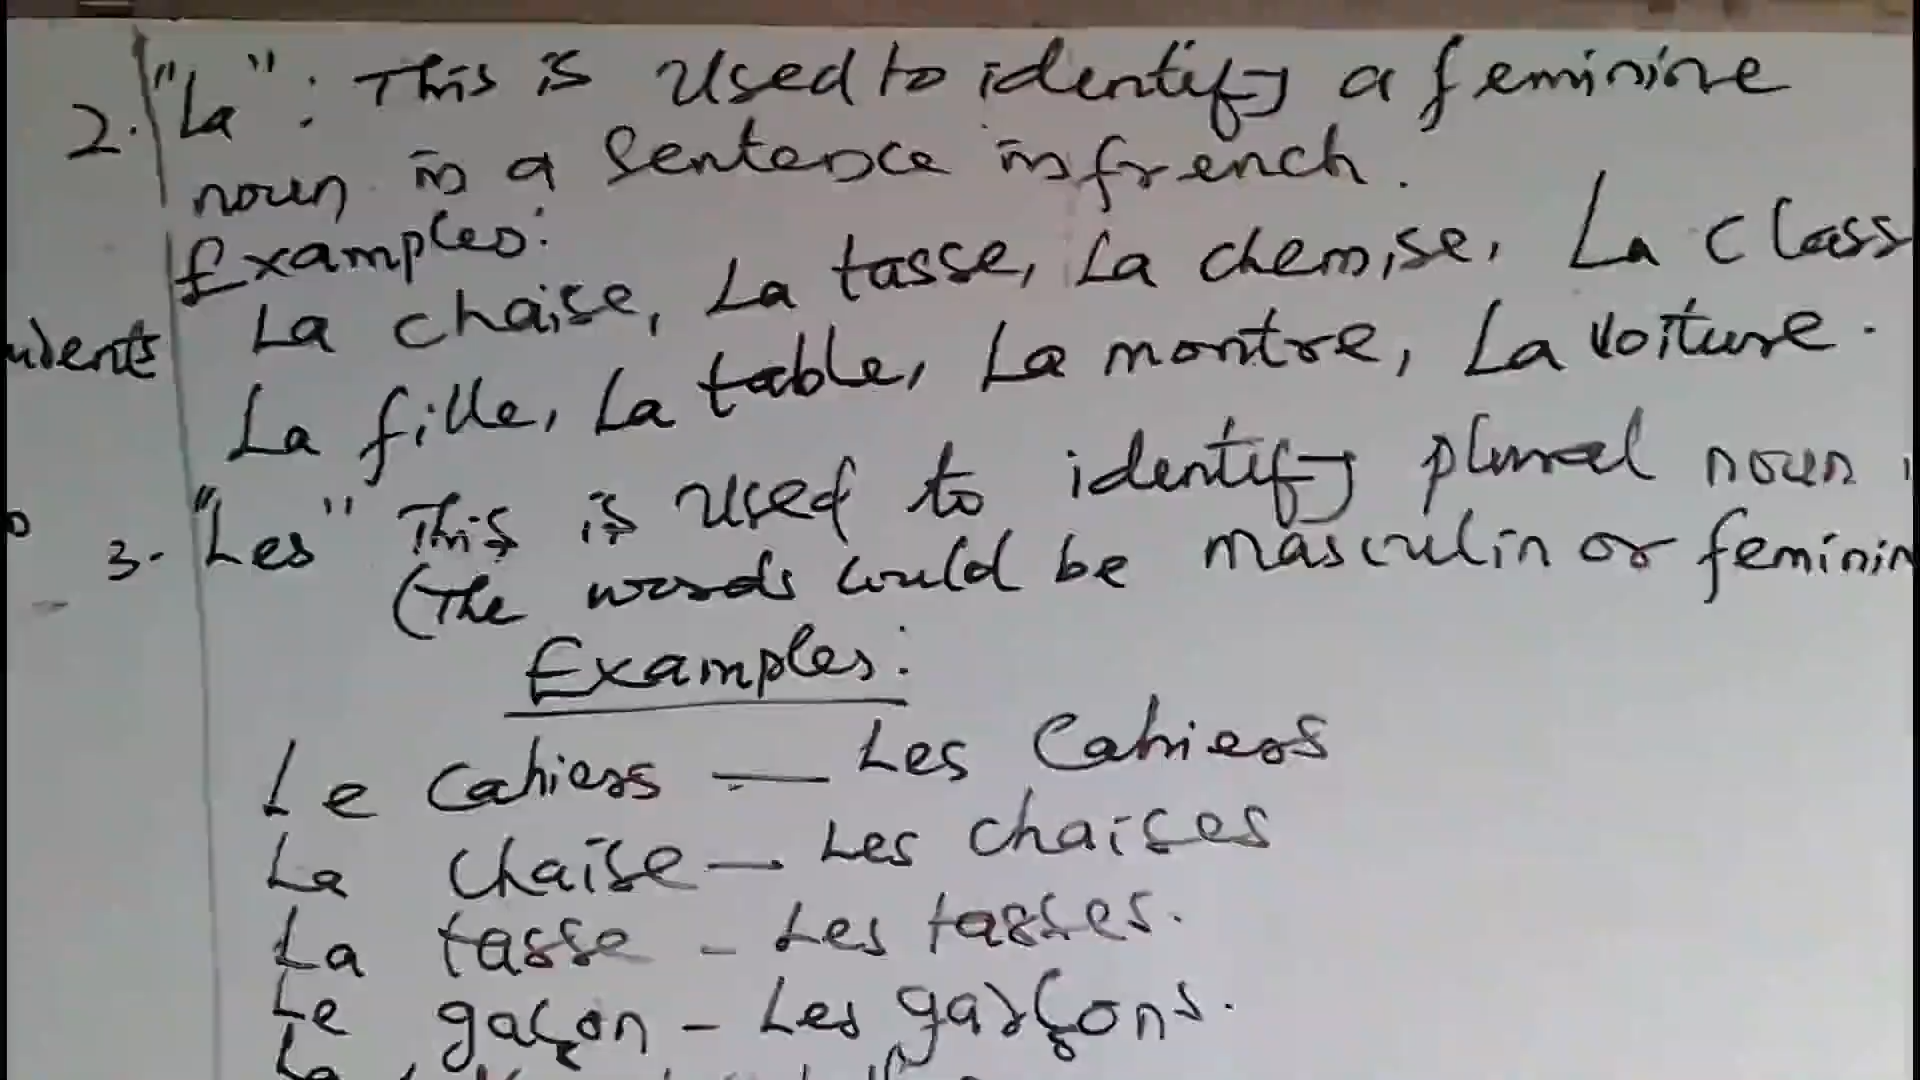 2. "La": This is used to identify a feminine
noun in a sentence in french.
Examples:
La chaise, La tasse, La chemise, La class
udents
La fille, La table, La montre, La voiture.
3. "Les" This is used to identify plural noun
(The words could be masculin or feminin
Examples:
Le cahiers — Les Cahiers
La chaise — Les chaises
La tasse - Les tasses.
Le gaçon - Les garçons.
La